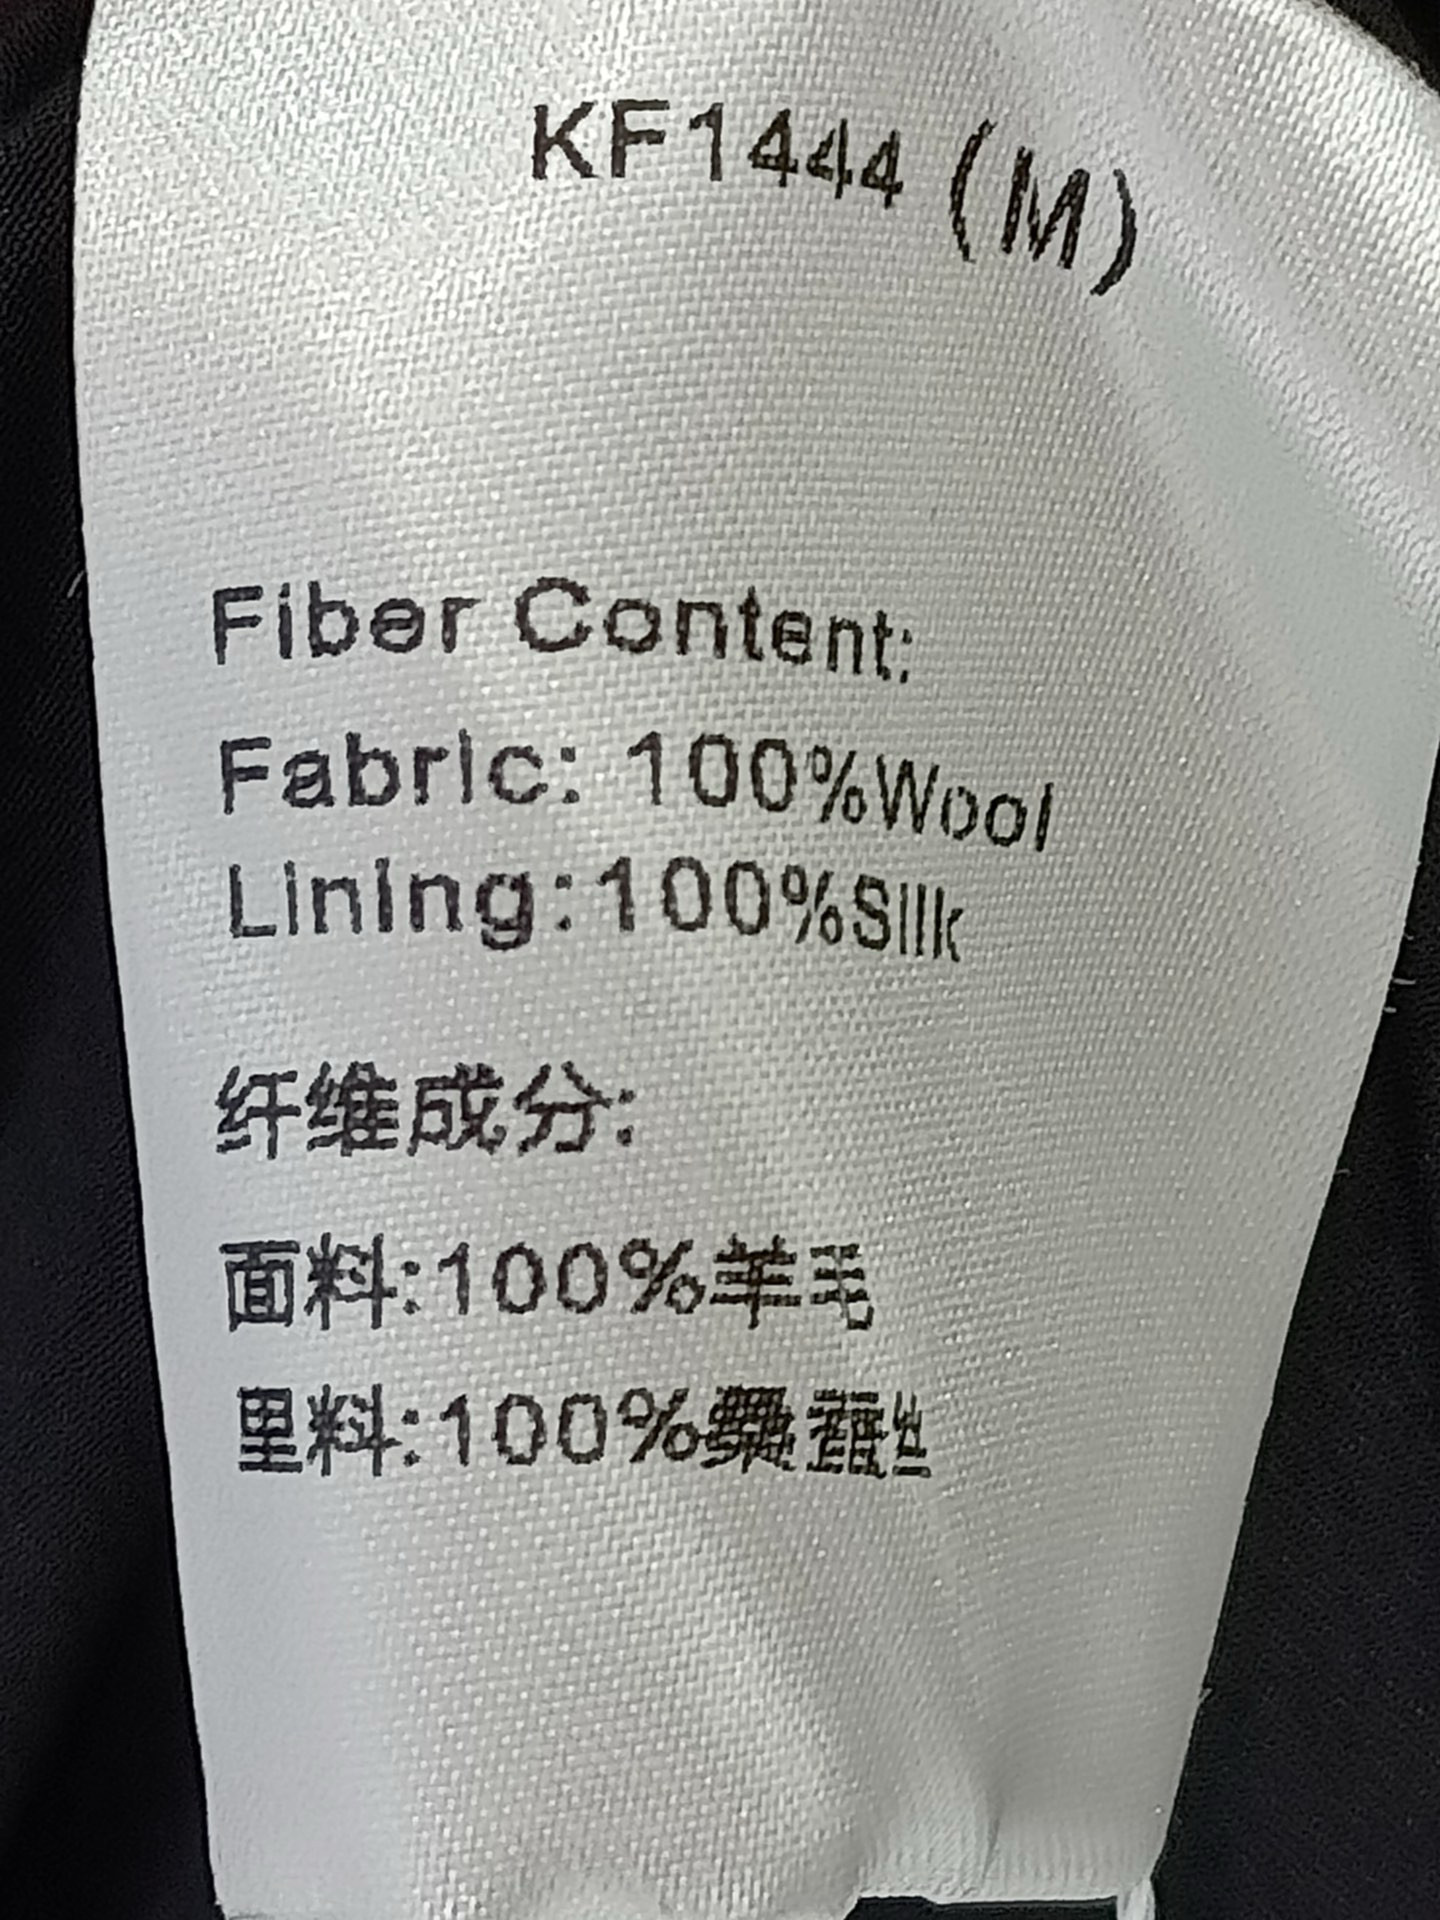 KF1444 (M)
Fiber Content:
Fabric: 100%Wool
Lining:100%Silk
纤维成分:
面料:100%羊毛
里料:100%桑蚕丝